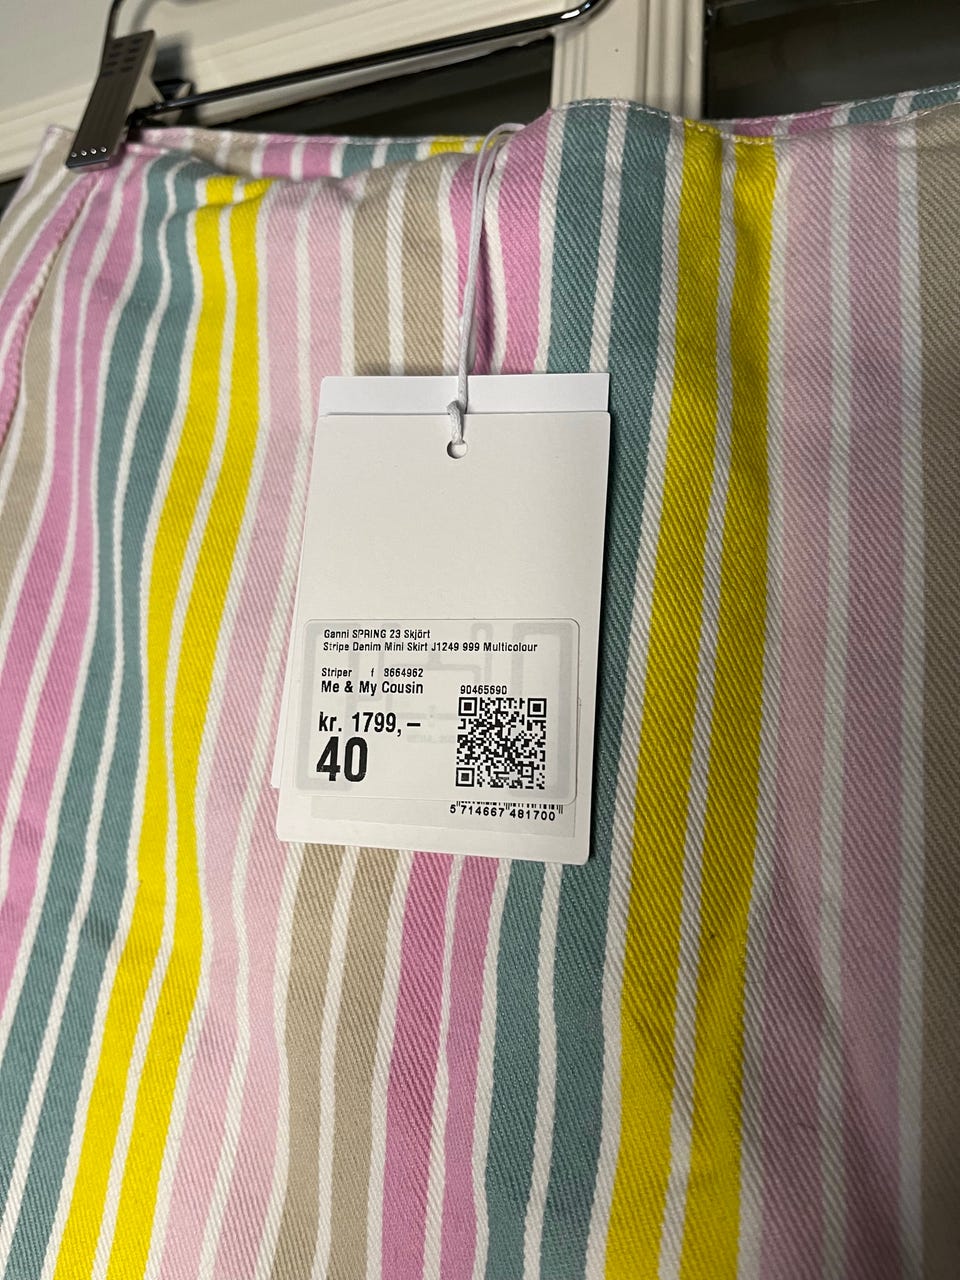 Ganni SPRING 23 Skjört
Stripe Denim Mini Skirt J1249 999 Multicolour
Striper f 8664962
Me & My Cousin
90465690
kr. 1799,–
40
5 714667 481700